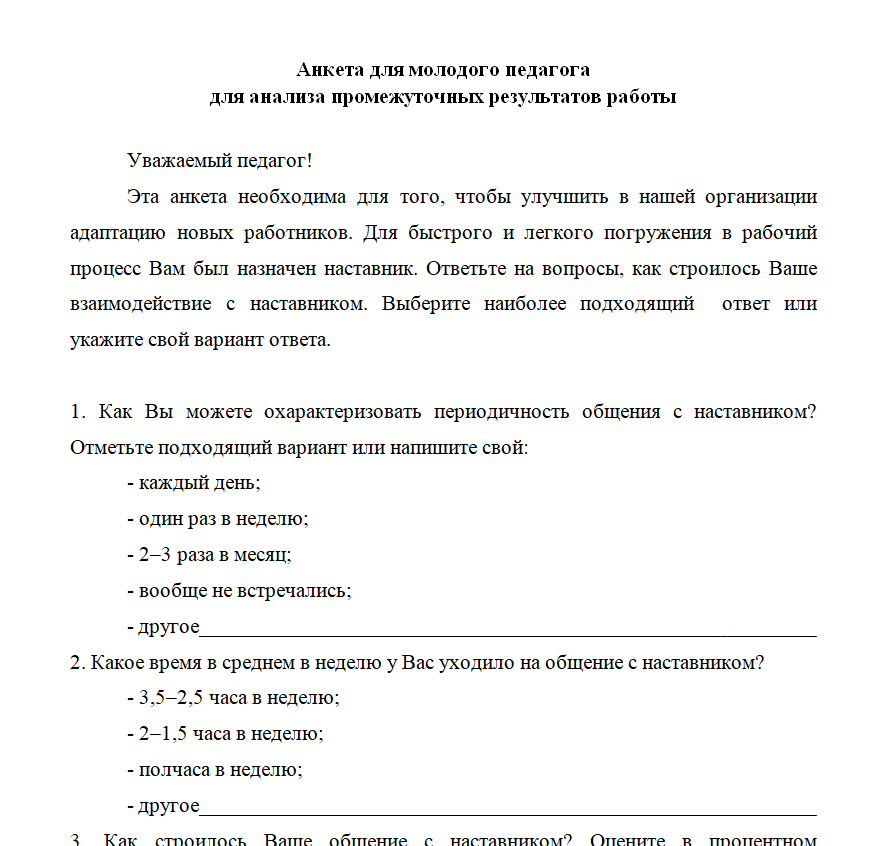 Анкета для молодого педагога
для анализа промежуточных результатов работы
Уважаемый педагог!
Эта анкета необходима для того, чтобы улучшить в нашей организации
адаптацию новых работников. Для быстрого и легкого погружения в рабочий
процесс Вам был назначен наставник. Ответьте на вопросы, как строилось Ваше
взаимодействие с наставником. Выберите наиболее подходящий ответ или
укажите свой вариант ответа.
1. Как Вы можете охарактеризовать периодичность общения с наставником?
Отметьте подходящий вариант или напишите свой:
- каждый день;
- один раз в неделю;
- 2–3 раза в месяц;
- вообще не встречались;
- другое
2. Какое время в среднем в неделю у Вас уходило на общение с наставником?
- 3,5–2,5 часа в неделю;
- 2–1,5 часа в неделю;
- полчаса в неделю;
- другое
3. Как строилось Ваше общение с наставником? Оцените в процентном